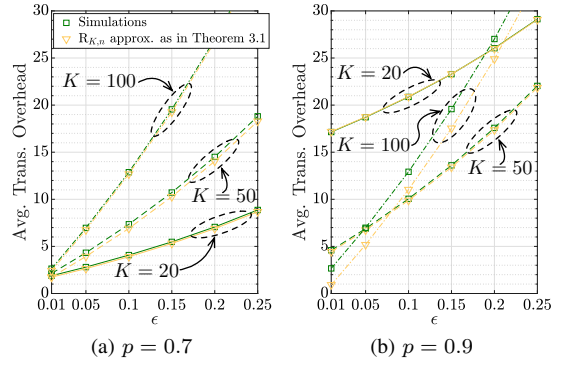 Simulations
R_{K,n} approx. as in Theorem 3.1
Avg. Trans. Overhead
30
25
20
15
10
5
0
K = 100
K = 50
K = 20
0.01 0.05 0.1 0.15 0.2 0.25
ϵ
(a) p = 0.7
Avg. Trans. Overhead
30
25
20
15
10
5
0
K = 20
K = 100
K = 50
0.01 0.05 0.1 0.15 0.2 0.25
ϵ
(b) p = 0.9